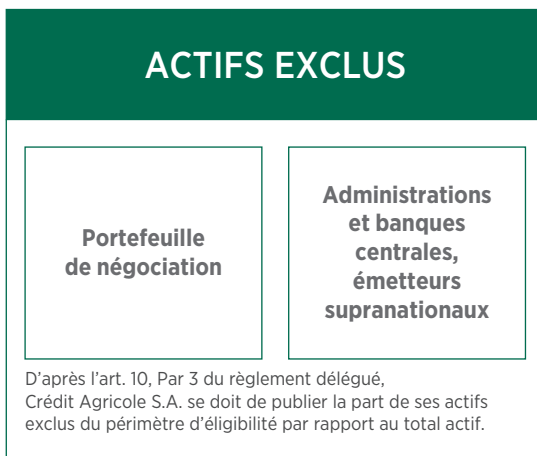 ACTIFS EXCLUS
Portefeuille
de négociation
Administrations
et banques
centrales,
émetteurs
supranationaux
D'après l'art. 10, Par 3 du règlement délégué,
Crédit Agricole S.A. se doit de publier la part de ses actifs
exclus du périmètre d'éligibilité par rapport au total actif.